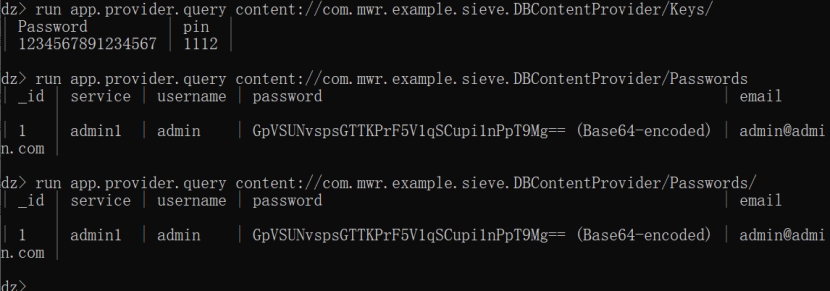 dz> run app.provider.query content://com.mwr.example.sieve.DBContentProvider/Keys/
| Password | pin |
| 1234567891234567 | 1112 |
dz> run app.provider.query content://com.mwr.example.sieve.DBContentProvider/Passwords
| _id | service | username | password | email
| 1 | admin1 | admin | GpVSUNvspsGTTKPrF5V1qSCupi1nPpT9Mg== (Base64-encoded) | admin@admi
n.com |
dz> run app.provider.query content://com.mwr.example.sieve.DBContentProvider/Passwords/
| _id | service | username | password | email
| 1 | admin1 | admin | GpVSUNvspsGTTKPrF5V1qSCupi1nPpT9Mg== (Base64-encoded) | admin@admi
n.com |
dz>